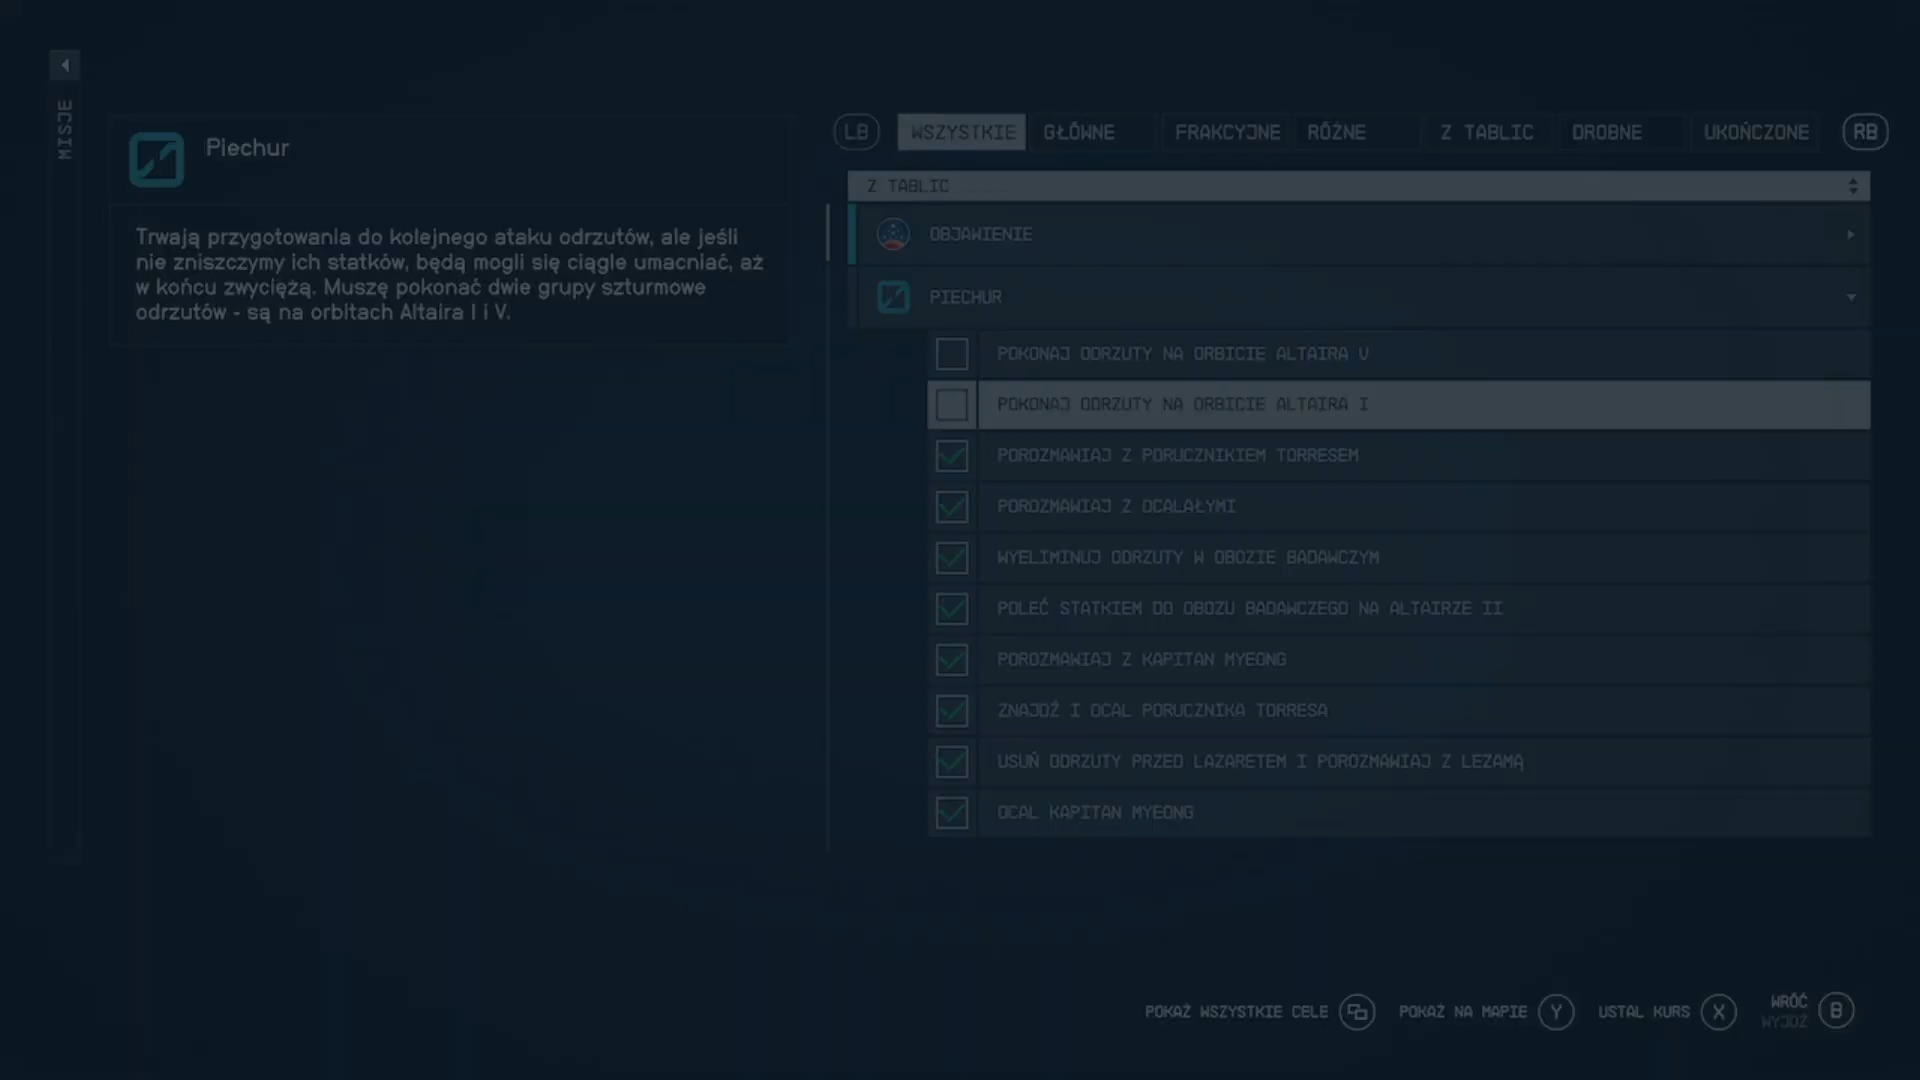 MISJE
Piechur
Trwają przygotowania do kolejnego ataku odrzutów, ale jeśli
nie zniszczymy ich statków, będą mogli się ciągle umacniać, aż
w końcu zwyciężą. Muszę pokonać dwie grupy szturmowe
odrzutów - są na orbitach Altaira I i V.
LB WSZYSTKIE GŁÓWNE FRAKCYJNE RÓŻNE Z TABLIC DROBNE UKOŃCZONE RB
Z TABLIC
OBJAWIENIE
PIECHUR
POKONAJ ODRZUTY NA ORBICIE ALTAIRA V
POKONAJ ODRZUTY NA ORBICIE ALTAIRA I
POROZMAWIAJ Z PORUCZNIKIEM TORRESEM
POROZMAWIAJ Z OCALAŁYMI
WYELIMINUJ ODRZUTY W OBOZIE BADAWCZYM
POLEĆ STATKIEM DO OBOZU BADAWCZEGO NA ALTAIRZE II
POROZMAWIAJ Z KAPITAN MYEONG
ZNAJDŹ I OCAL PORUCZNIKA TORRESA
USUŃ ODRZUTY PRZED LAZARETEM I POROZMAWIAJ Z LEZAMĄ
OCAL KAPITAN MYEONG
POKAŻ WSZYSTKIE CELE POKAŻ NA MAPIE Y USTAL KURS X WRÓĆ B
WYJDŹ